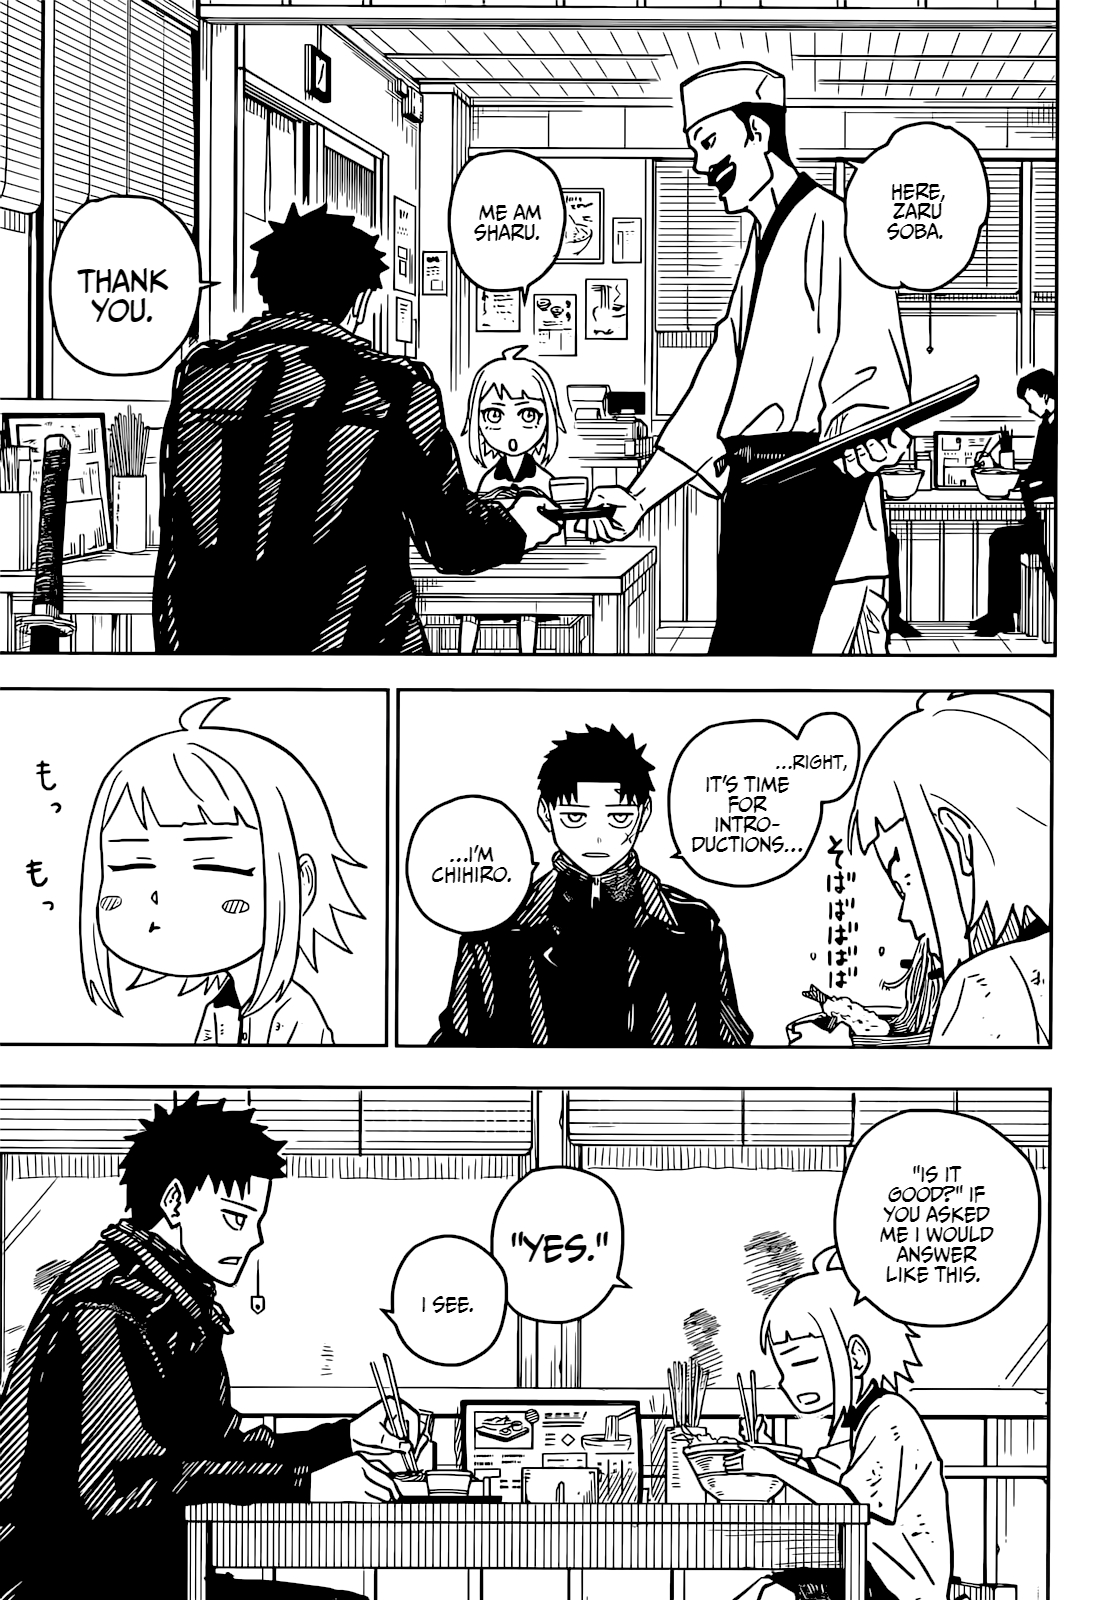 HERE,
ZARU
SOBA.
ME AM
SHARU.
THANK
YOU.
...RIGHT,
IT'S TIME
FOR
INTRO-
DUCTIONS...
そばばばばば
...I'M
CHIHIRO.
もっ
もっ
"IS IT
GOOD?" IF
YOU ASKED
ME I WOULD
ANSWER
LIKE THIS.
"YES."
I SEE.